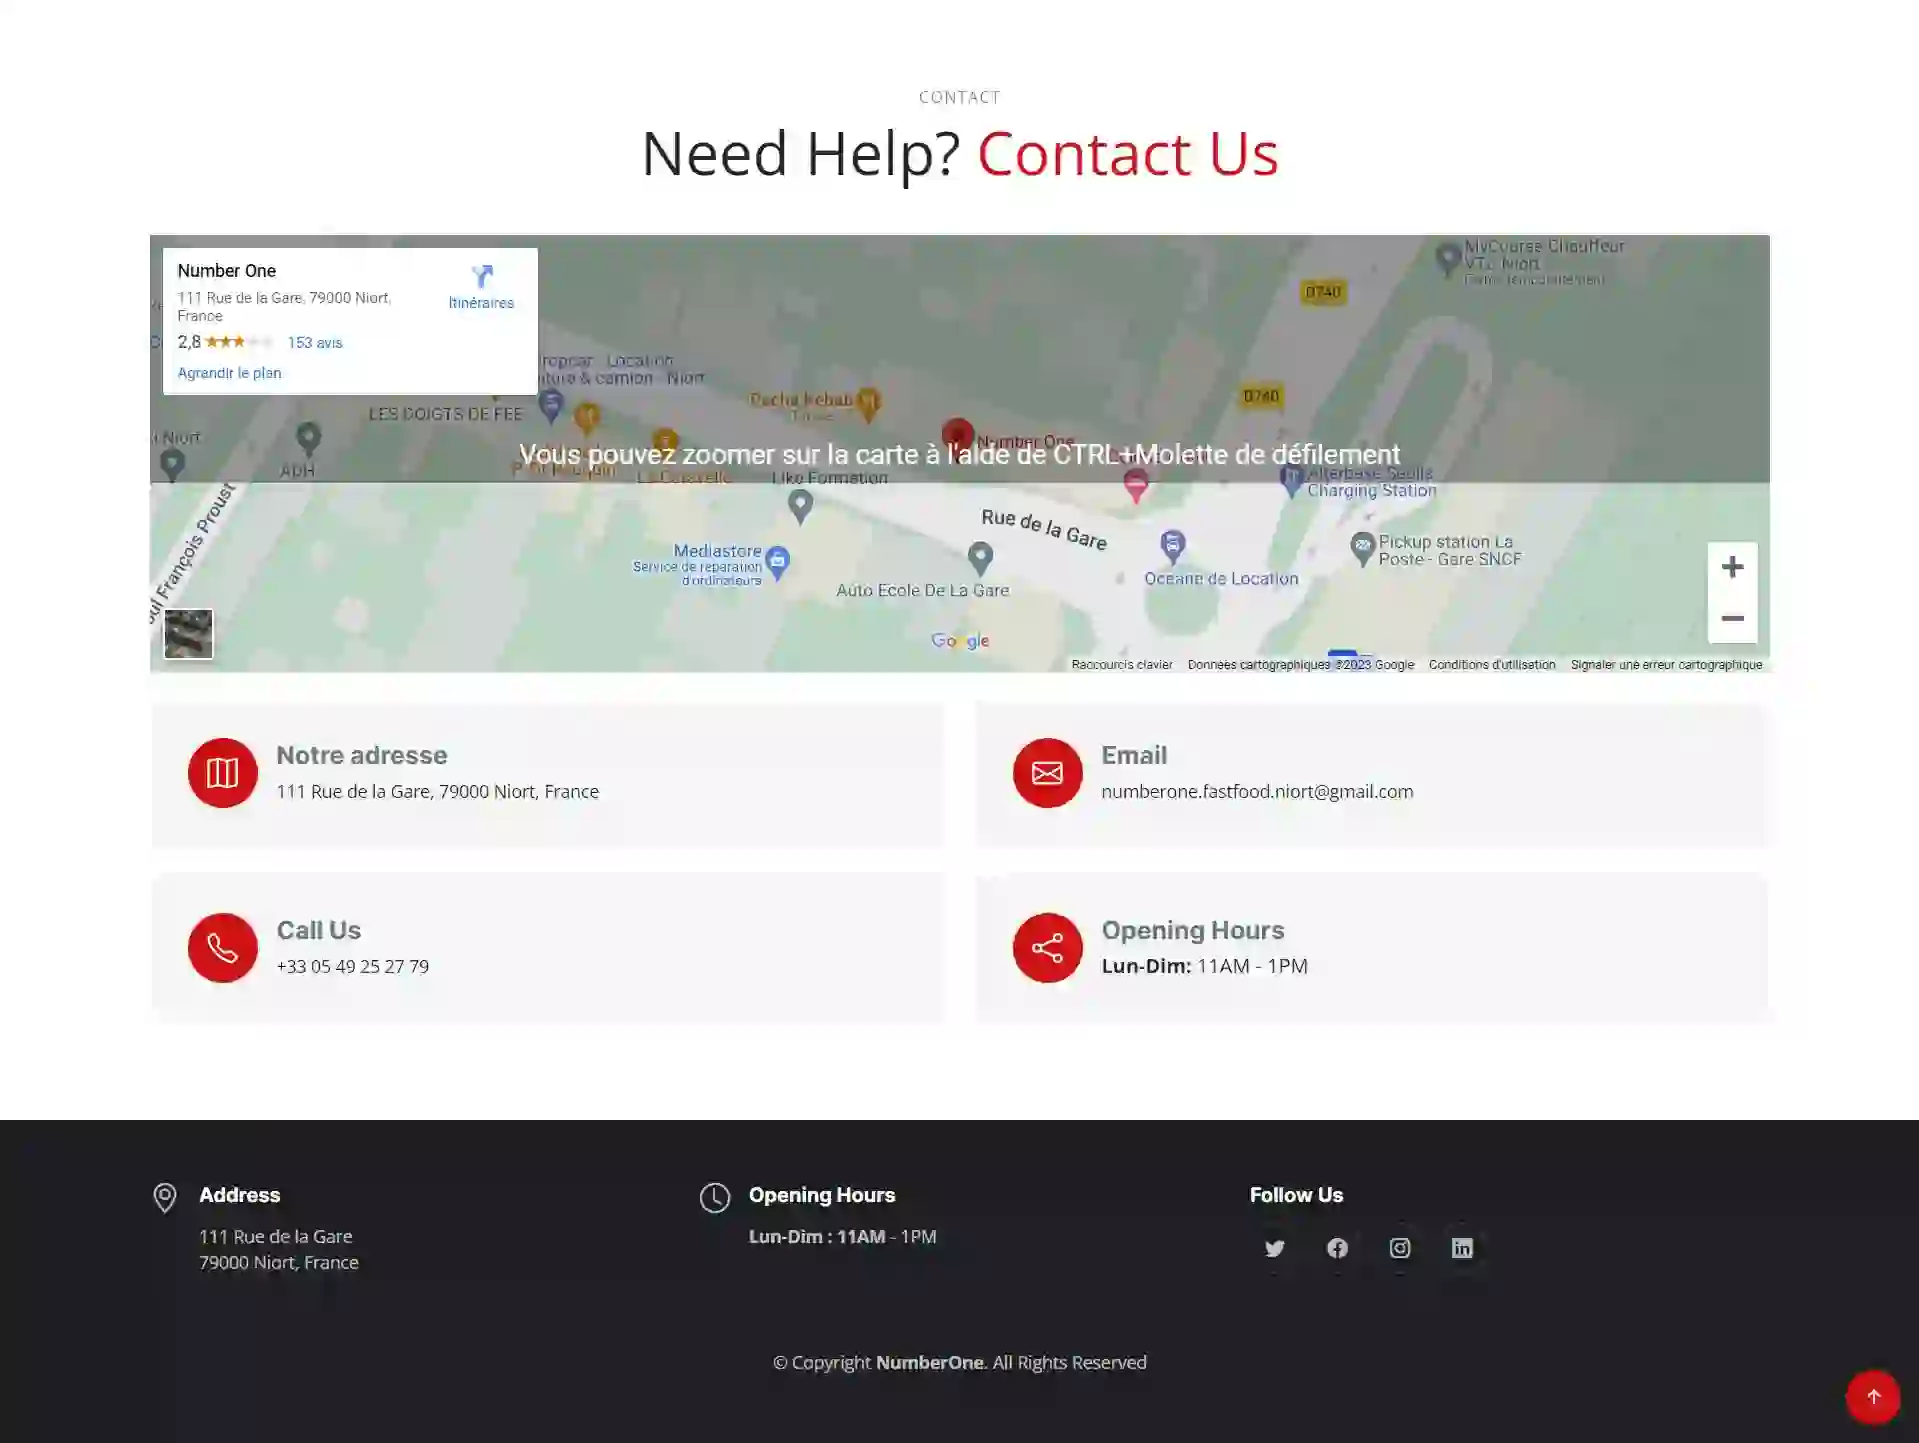 CONTACT
Need Help? Contact Us
Number One
111 Rue de la Gare, 79000 Niort,
France
2,8
153 avis
Agrandir le plan
Itinéraires
MyCourse Chauffeur
VTC Niort
D740
D740
Location
& camion - Niort
LES DOIGTS DE FEE
Pacha Kebab
Niort
ADH
Number One
Vous pouvez zoomer sur la carte à l'aide de CTRL+Molette de défilement
La Caravelle
Like Formation
Alterbase Seuils
Charging Station
François Proust
Rue de la Gare
Mediastore
Service de réparation
d'ordinateurs
Auto Ecole De La Gare
Oceane de Location
Pickup station La
Poste - Gare SNCF
Google
Raccourcis clavier Données cartographiques ©2023 Google Conditions d'utilisation Signaler une erreur cartographique
Notre adresse
111 Rue de la Gare, 79000 Niort, France
Email
numberone.fastfood.niort@gmail.com
Call Us
+33 05 49 25 27 79
Opening Hours
Lun-Dim: 11AM - 1PM
Address
111 Rue de la Gare
79000 Niort, France
Opening Hours
Lun-Dim : 11AM - 1PM
Follow Us
© Copyright NumberOne. All Rights Reserved